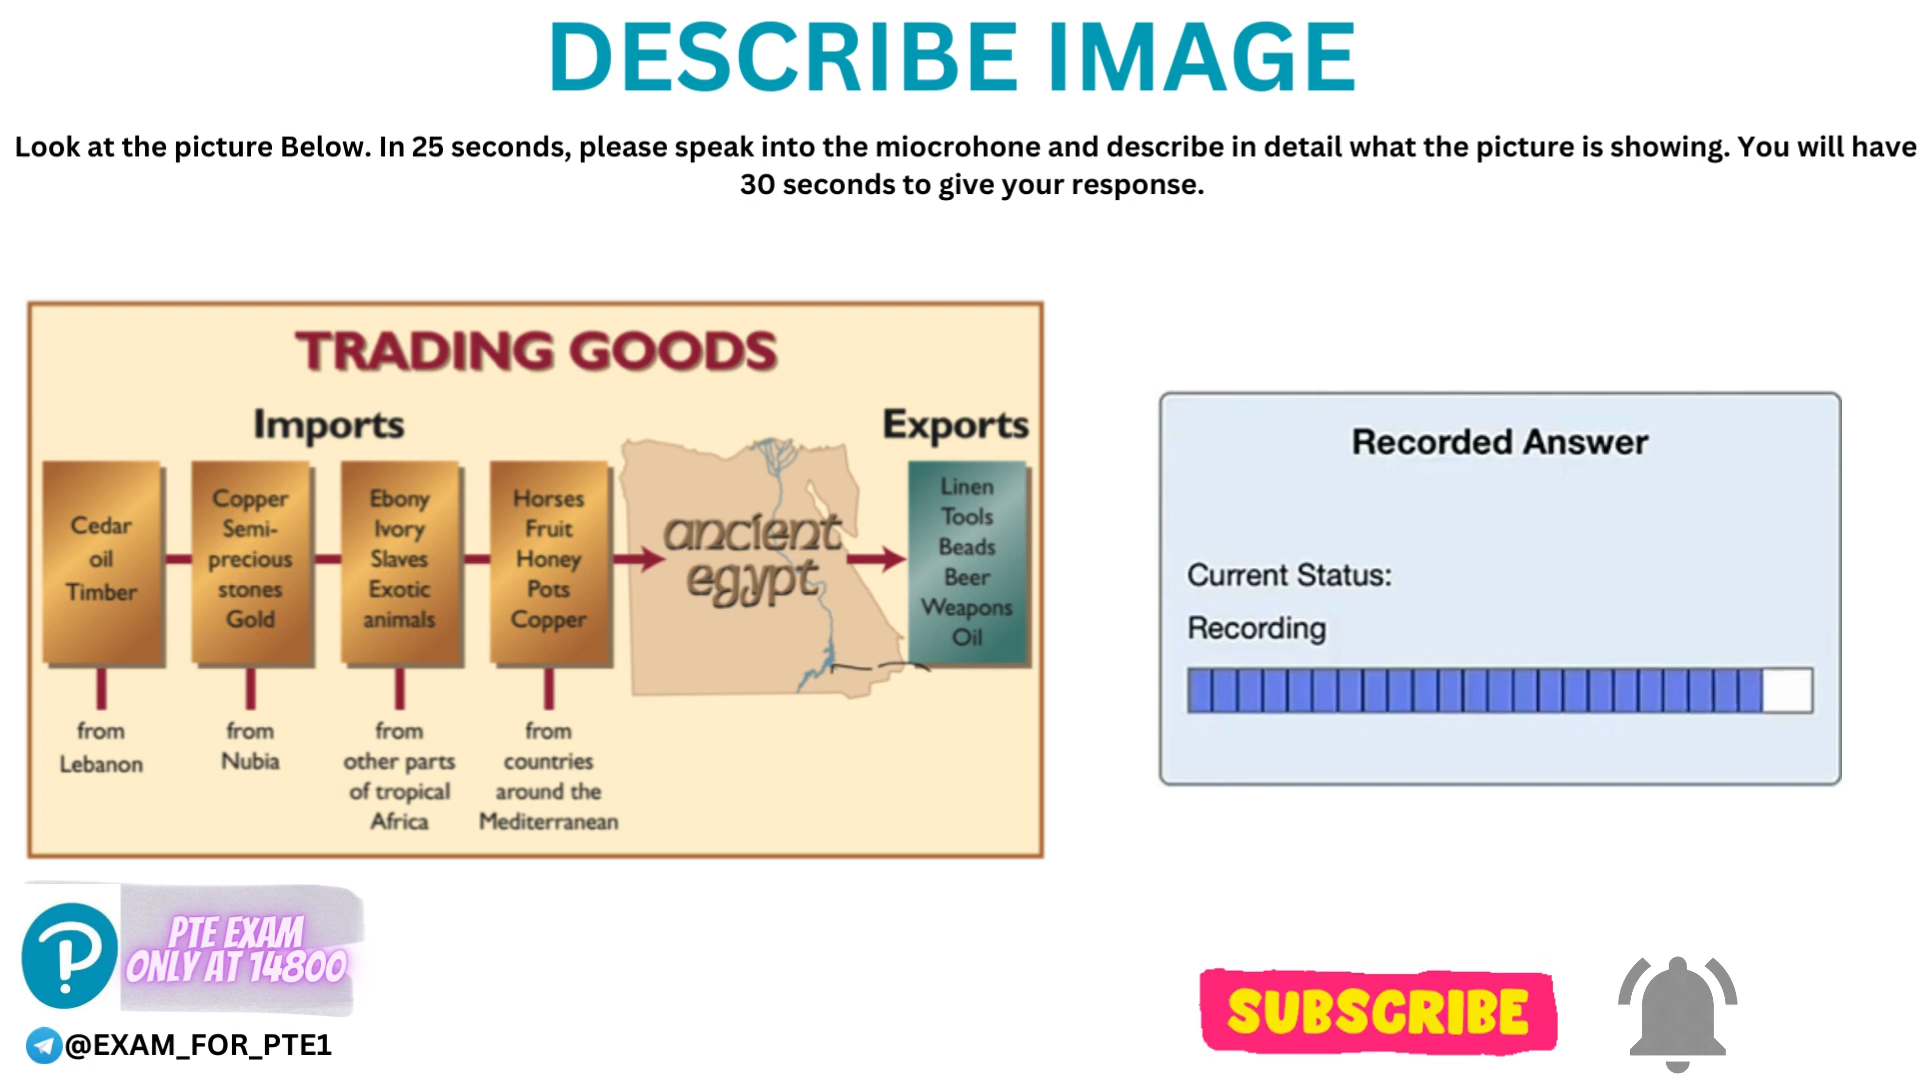 DESCRIBE IMAGE
Look at the picture Below. In 25 seconds, please speak into the miocrohone and describe in detail what the picture is showing. You will have
30 seconds to give your response.
TRADING GOODS
Imports
Exports
Cedar
oil
Timber
from
Lebanon
Copper
Semi-
precious
stones
Gold
from
Nubia
Ebony
Ivory
Slaves
Exotic
animals
from
other parts
of tropical
Africa
Horses
Fruit
Honey
Pots
Copper
from
countries
around the
Mediterranean
ancient
egypt
Linen
Tools
Beads
Beer
Weapons
Oil
Recorded Answer
Current Status:
Recording
PTE EXAM
ONLY AT 14800
@EXAM_FOR_PTE1
SUBSCRIBE